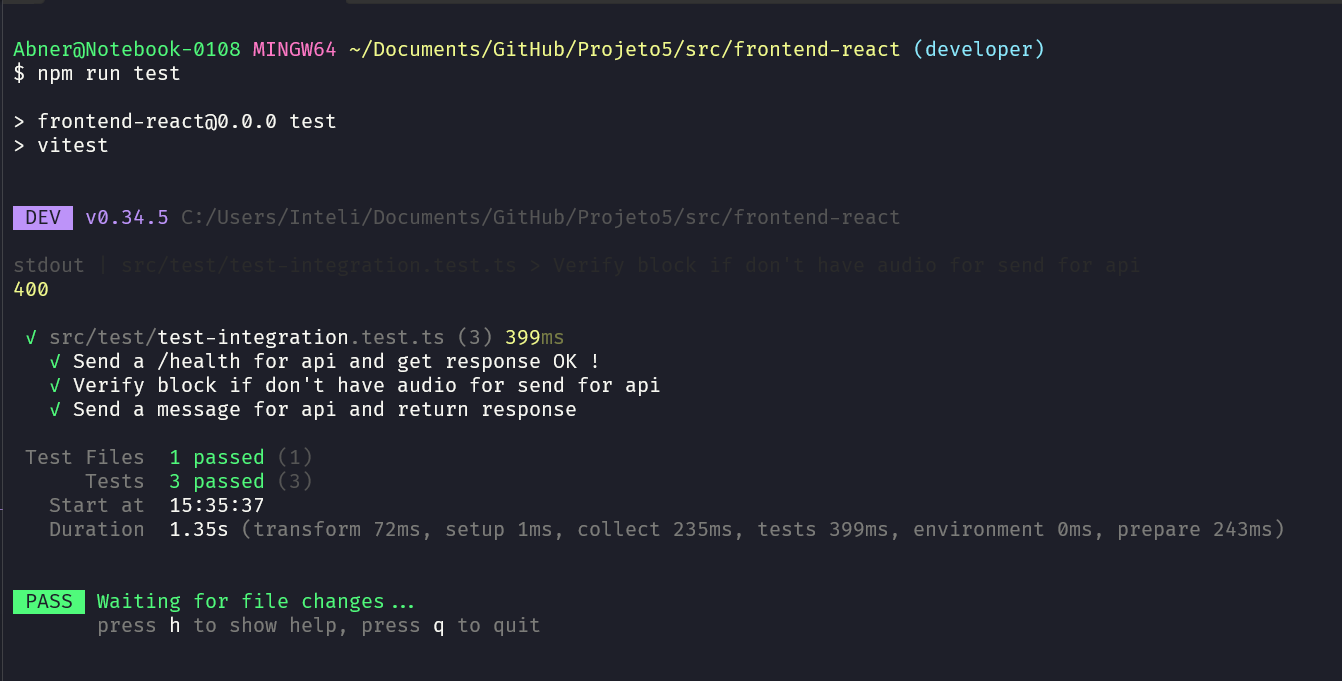 Abner@Notebook-0108 MINGW64 ~/Documents/GitHub/Projeto5/src/frontend-react (developer)
$ npm run test
> frontend-react@0.0.0 test
> vitest
DEV v0.34.5 C:/Users/Inteli/Documents/GitHub/Projeto5/src/frontend-react
stdout | src/test/test-integration.test.ts > Verify block if don't have audio for send for api
400
√ src/test/test-integration.test.ts (3) 399ms
√ Send a /health for api and get response OK !
√ Verify block if don't have audio for send for api
√ Send a message for api and return response
Test Files 1 passed (1)
Tests 3 passed (3)
Start at 15:35:37
Duration 1.35s (transform 72ms, setup 1ms, collect 235ms, tests 399ms, environment 0ms, prepare 243ms)
PASS Waiting for file changes...
press h to show help, press q to quit